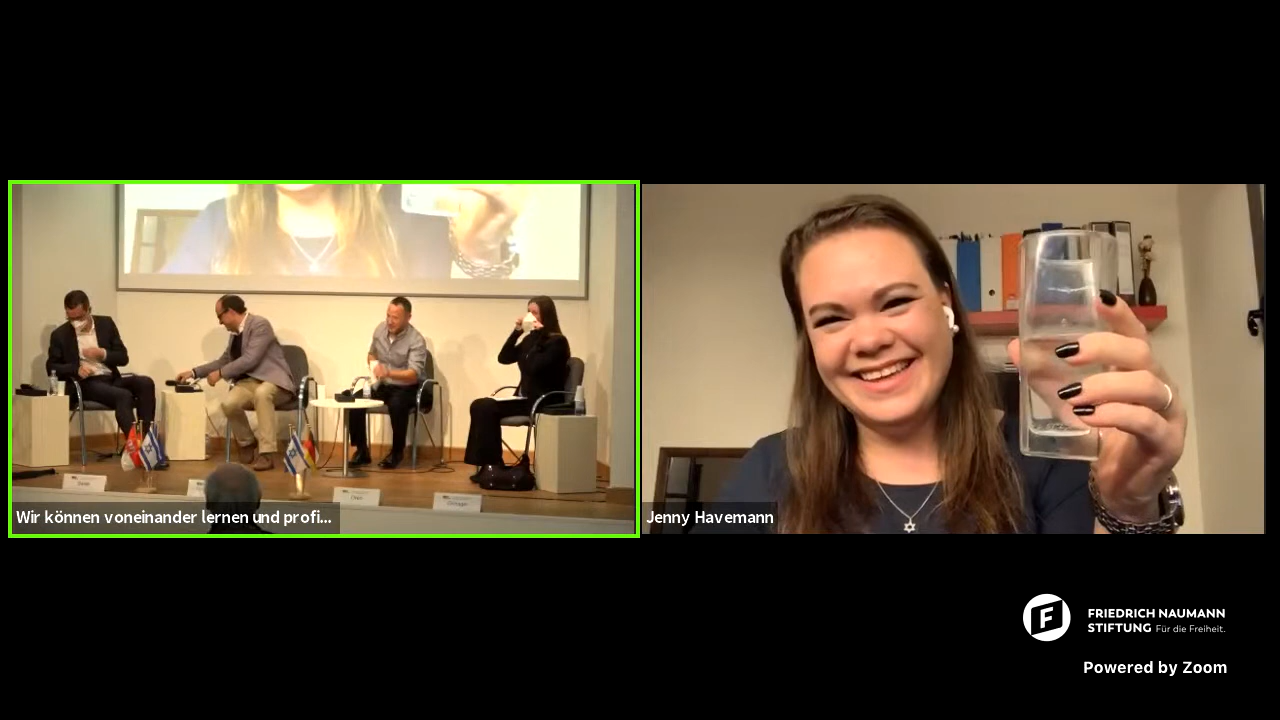 Wir können voneinander lernen und profi...
Jenny Havemann
FRIEDRICH NAUMANN
STIFTUNG Für die Freiheit.
Powered by Zoom